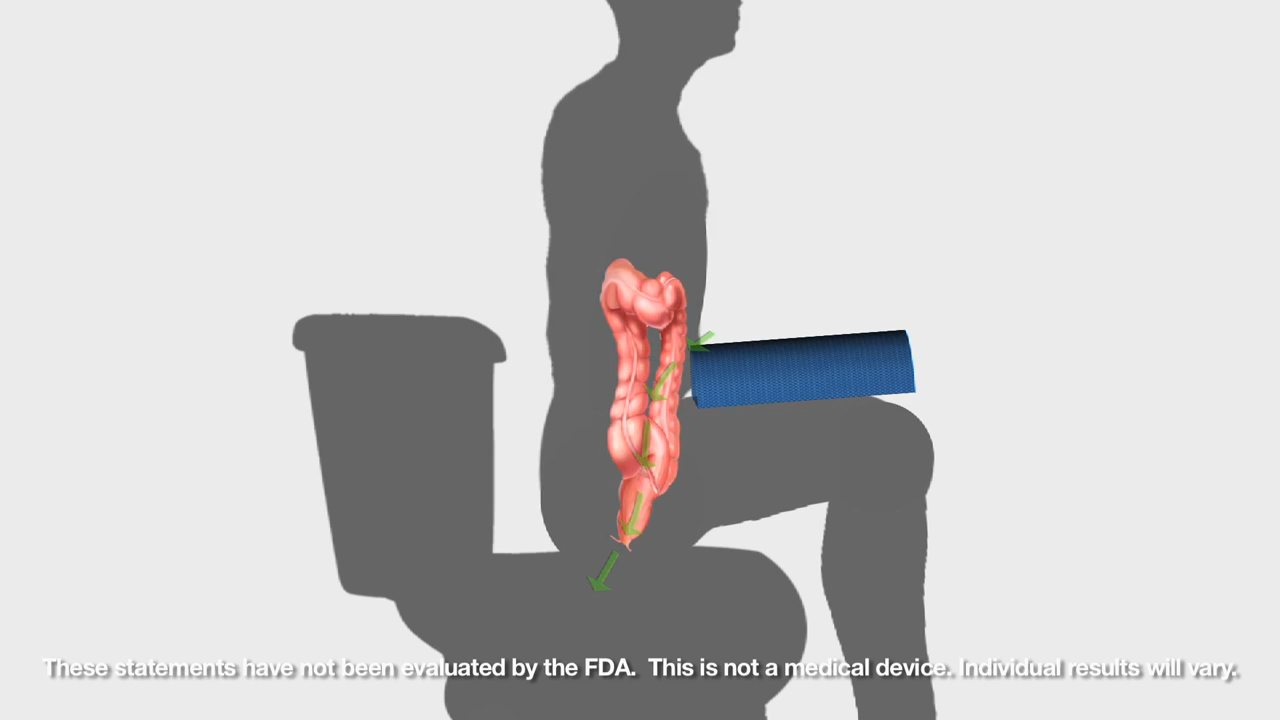 These statements have not been evaluated by the FDA.  This is not a medical device. Individual results will vary.